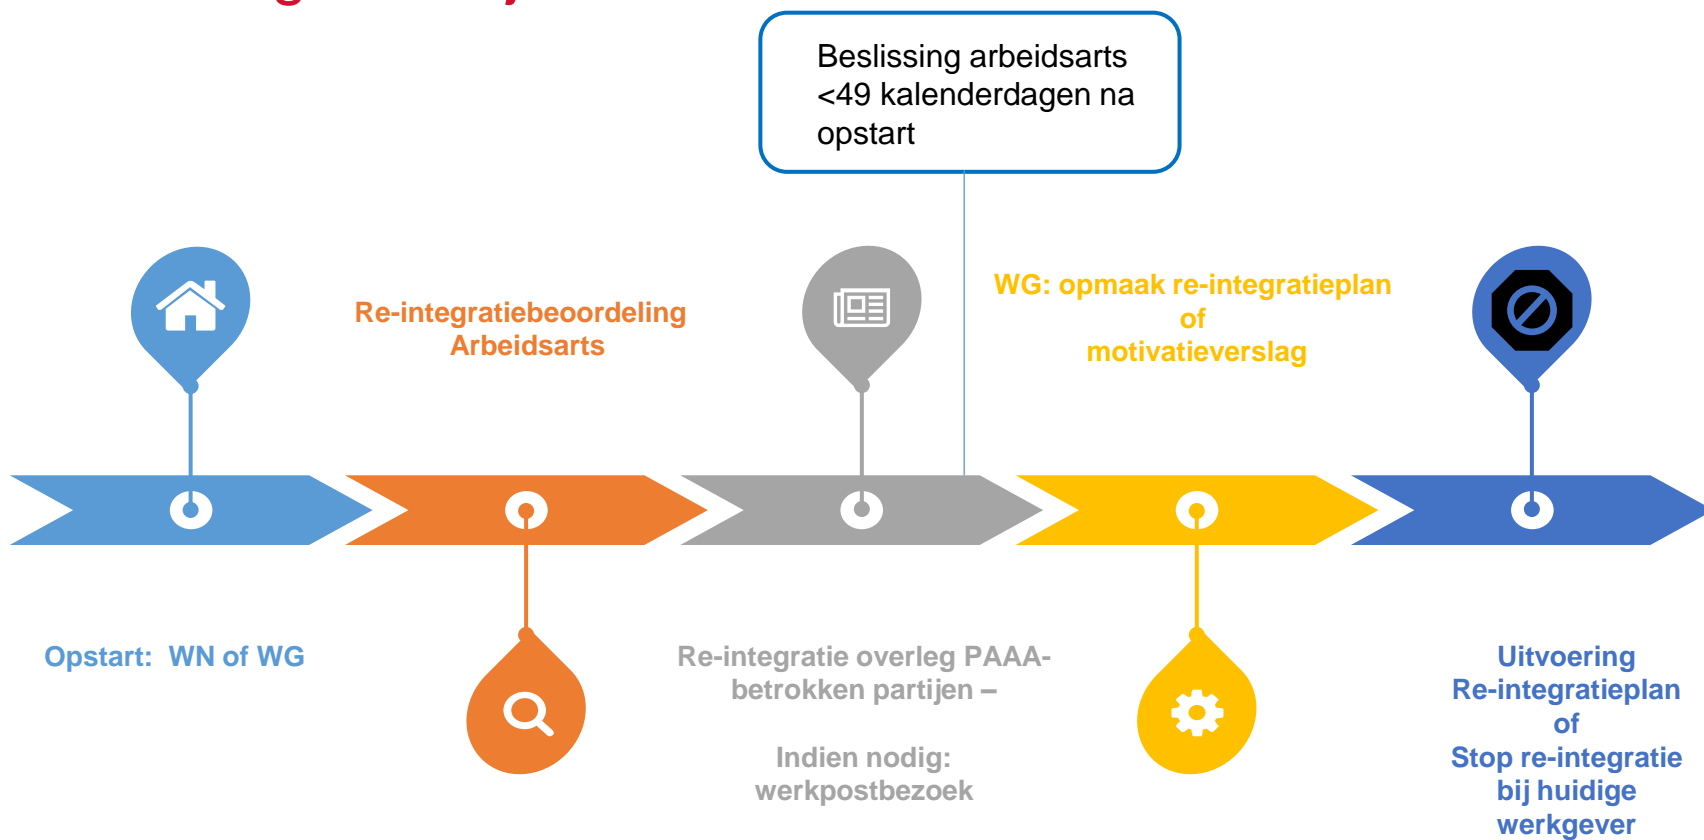 Beslissing arbeidsarts
<49 kalenderdagen na
opstart
Re-integratiebeoordeling
Arbeidsarts
WG: opmaak re-integratieplan
of
motivatieverslag
Opstart: WN of WG
Re-integratie overleg PAAA-
betrokken partijen –
Indien nodig:
werkpostbezoek
Uitvoering
Re-integratieplan
of
Stop re-integratie
bij huidige
werkgever